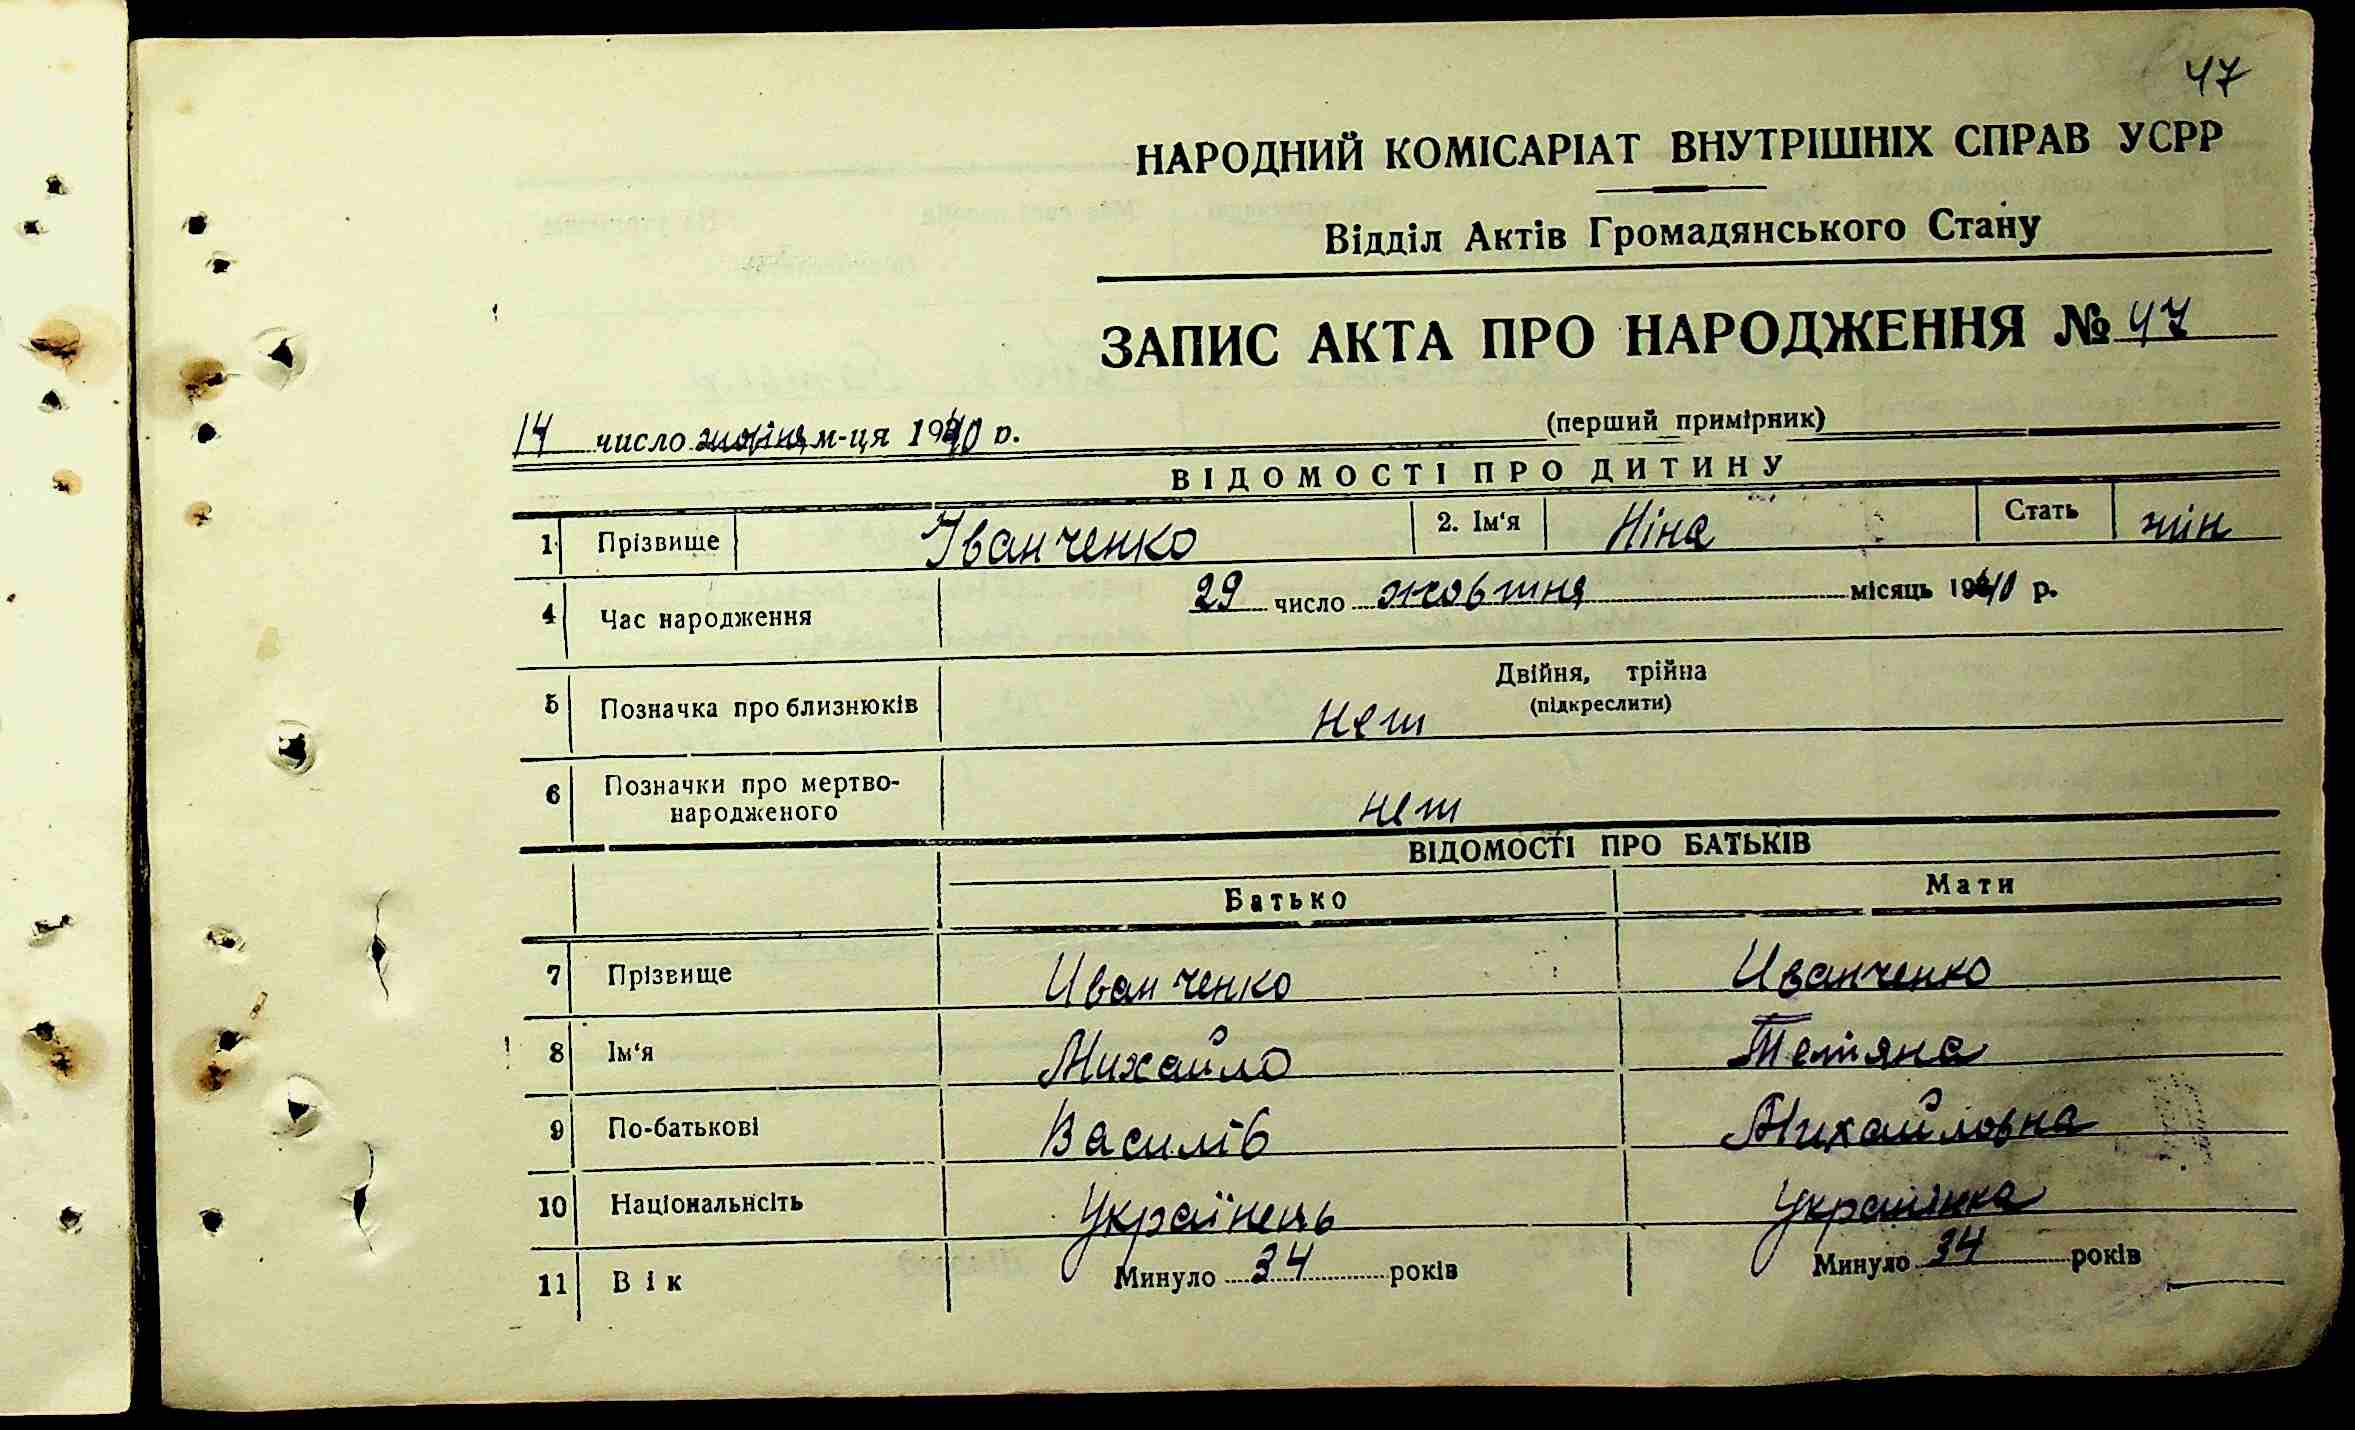 47
НАРОДНИЙ КОМІСАРІАТ ВНУТРІШНІХ СПРАВ УСРР
Відділ Актів Громадянського Стану
ЗАПИС АКТА ПРО НАРОДЖЕННЯ № 47
(перший примірник)
14 число м-ця 1940 р.
ВІДОМОСТІ ПРО ДИТИНУ
1 Прізвище Іванченко 2. Ім'я Ніна Стать жін
4 Час народження 29 число жовтня місяць 1940 р.
5 Позначка про близнюків Двійня, трійна
(підкреслити)
нет
6 Позначки про мертво-
народженого нет
ВІДОМОСТІ ПРО БАТЬКІВ
Батько Мати
7 Прізвище Иванченко Иванченко
8 Ім'я Михайло Тетяна
9 По-батькові Василів Михайловна
10 Національнсіть Українець Українка
11 Вік Минуло 34 років Минуло 34 років